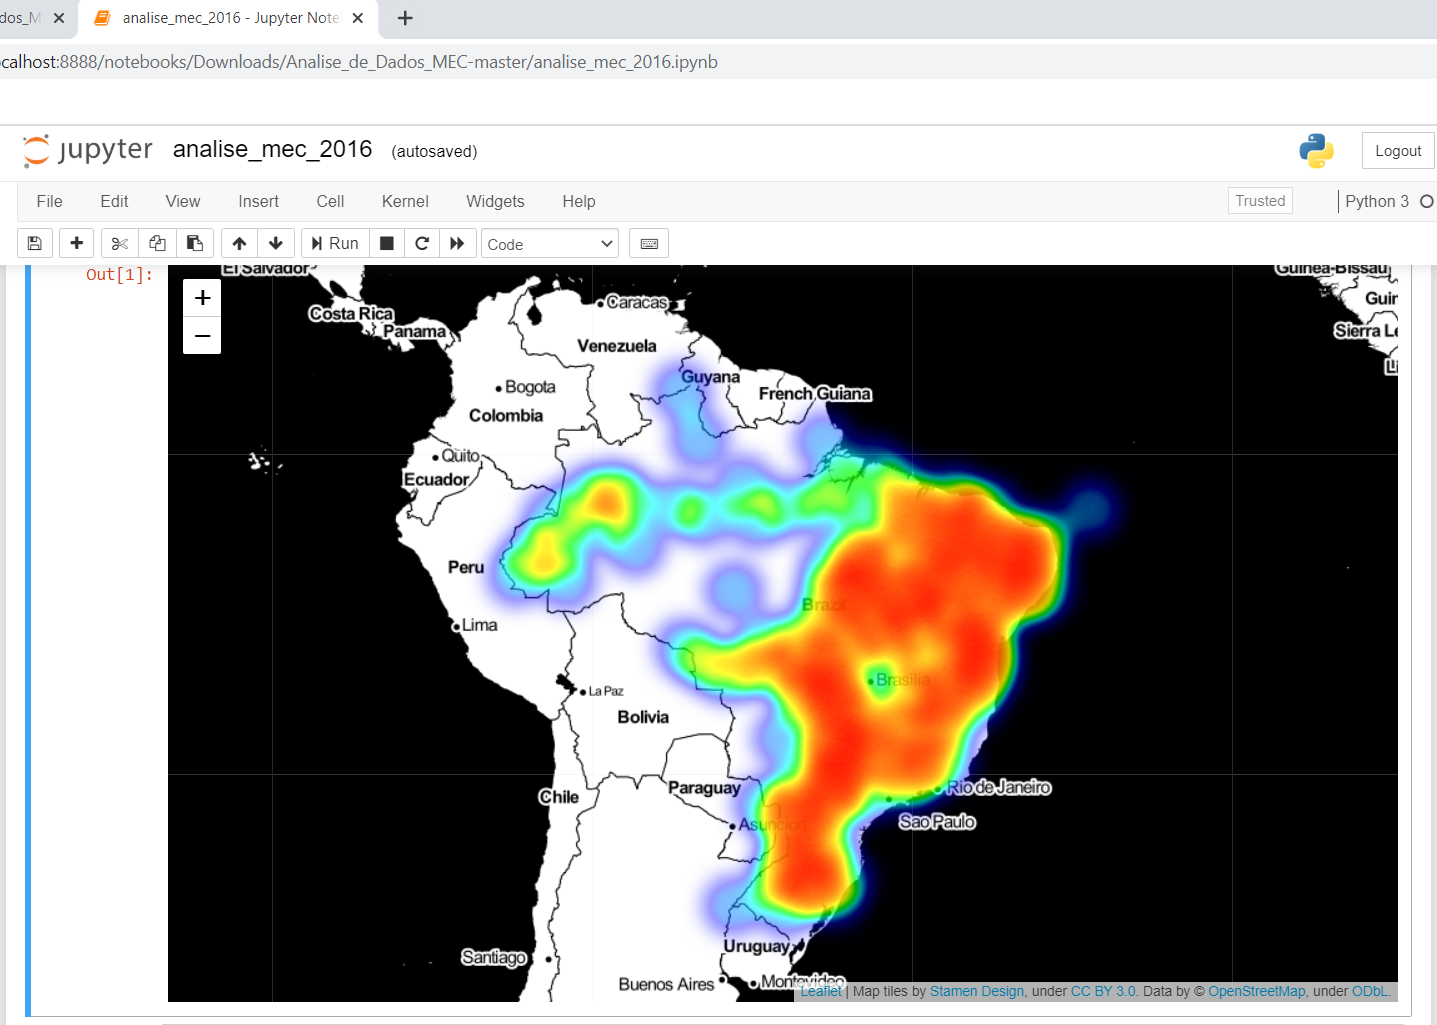 dos_M
analise_mec_2016 - Jupyter Note
calhost:8888/notebooks/Downloads/Analise_de_Dados_MEC-master/analise_mec_2016.ipynb
jupyter analise_mec_2016 (autosaved)
Logout
File Edit View Insert Cell Kernel Widgets Help
Trusted
Python 3
Run
Code
Out[1]:
+
−
El Salvador
Guinea-Bissau
Costa Rica
Panama
Caracas
Guin
Sierra Le
Li
Venezuela
Guyana
French Guiana
Bogota
Colombia
Quito
Ecuador
Peru
Brazil
Lima
La Paz
Brasilia
Bolivia
Paraguay
Chile
Rio de Janeiro
Asuncion
Sao Paulo
Uruguay
Santiago
Buenos Aires
Montevideo
Leaflet | Map tiles by Stamen Design, under CC BY 3.0. Data by © OpenStreetMap, under ODbL.